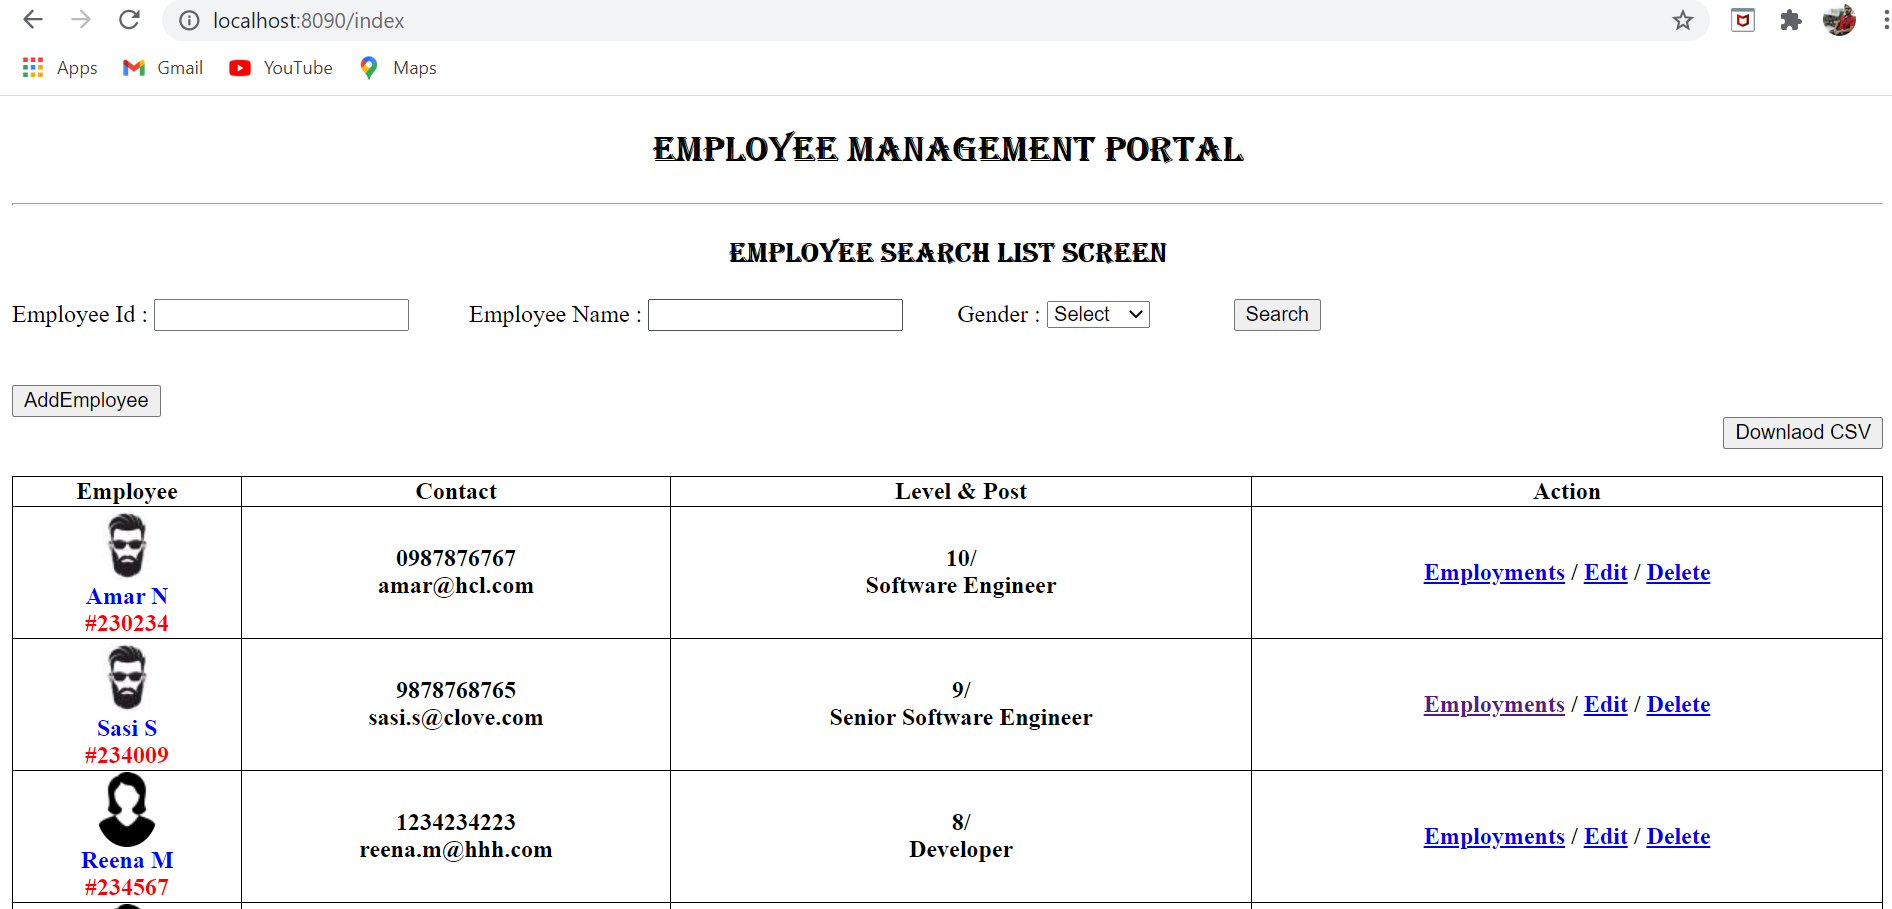 localhost:8090/index
Apps Gmail YouTube Maps
EMPLOYEE MANAGEMENT PORTAL
EMPLOYEE SEARCH LIST SCREEN
Employee Id : Employee Name : Gender : Select Search
AddEmployee
Downlaod CSV
Employee Contact Level & Post Action
0987876767 10/
amar@hcl.com Software Engineer Employments / Edit / Delete
Amar N
#230234
9878768765 9/
sasi.s@clove.com Senior Software Engineer Employments / Edit / Delete
Sasi S
#234009
1234234223 8/
reena.m@hhh.com Developer Employments / Edit / Delete
Reena M
#234567